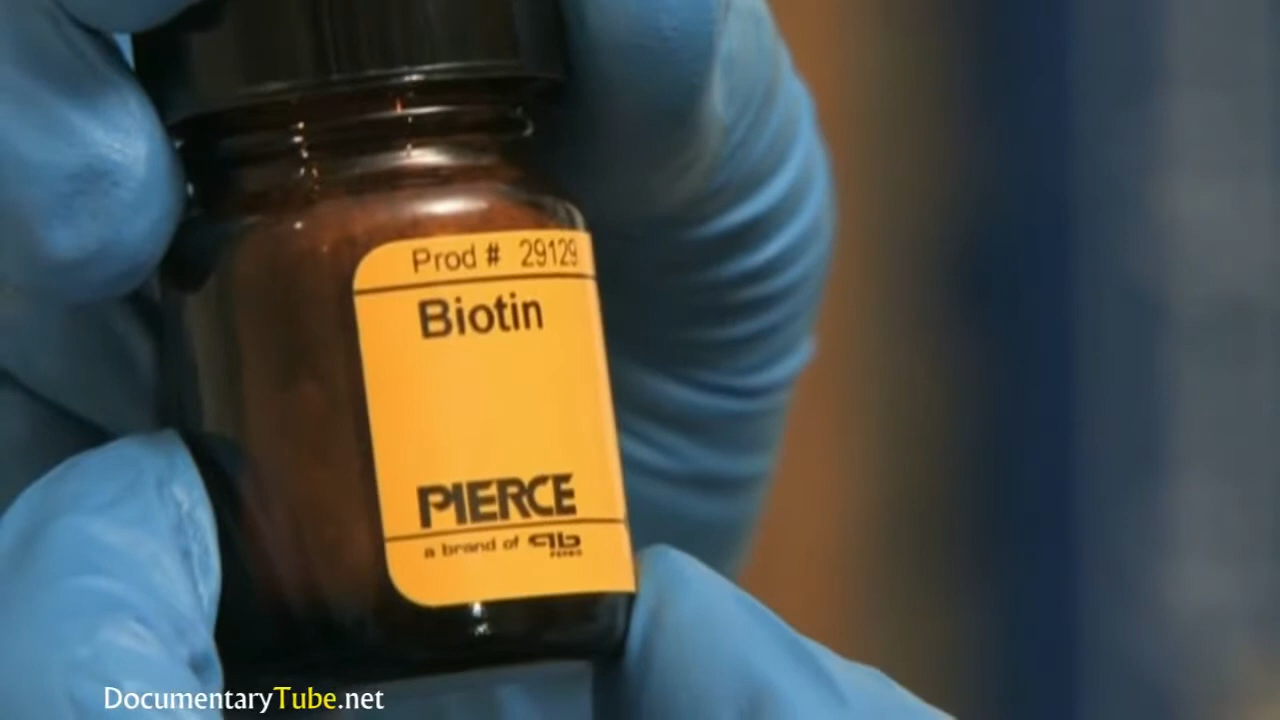 Prod # 29129
Biotin
PIERCE
a brand of
DocumentaryTube.net